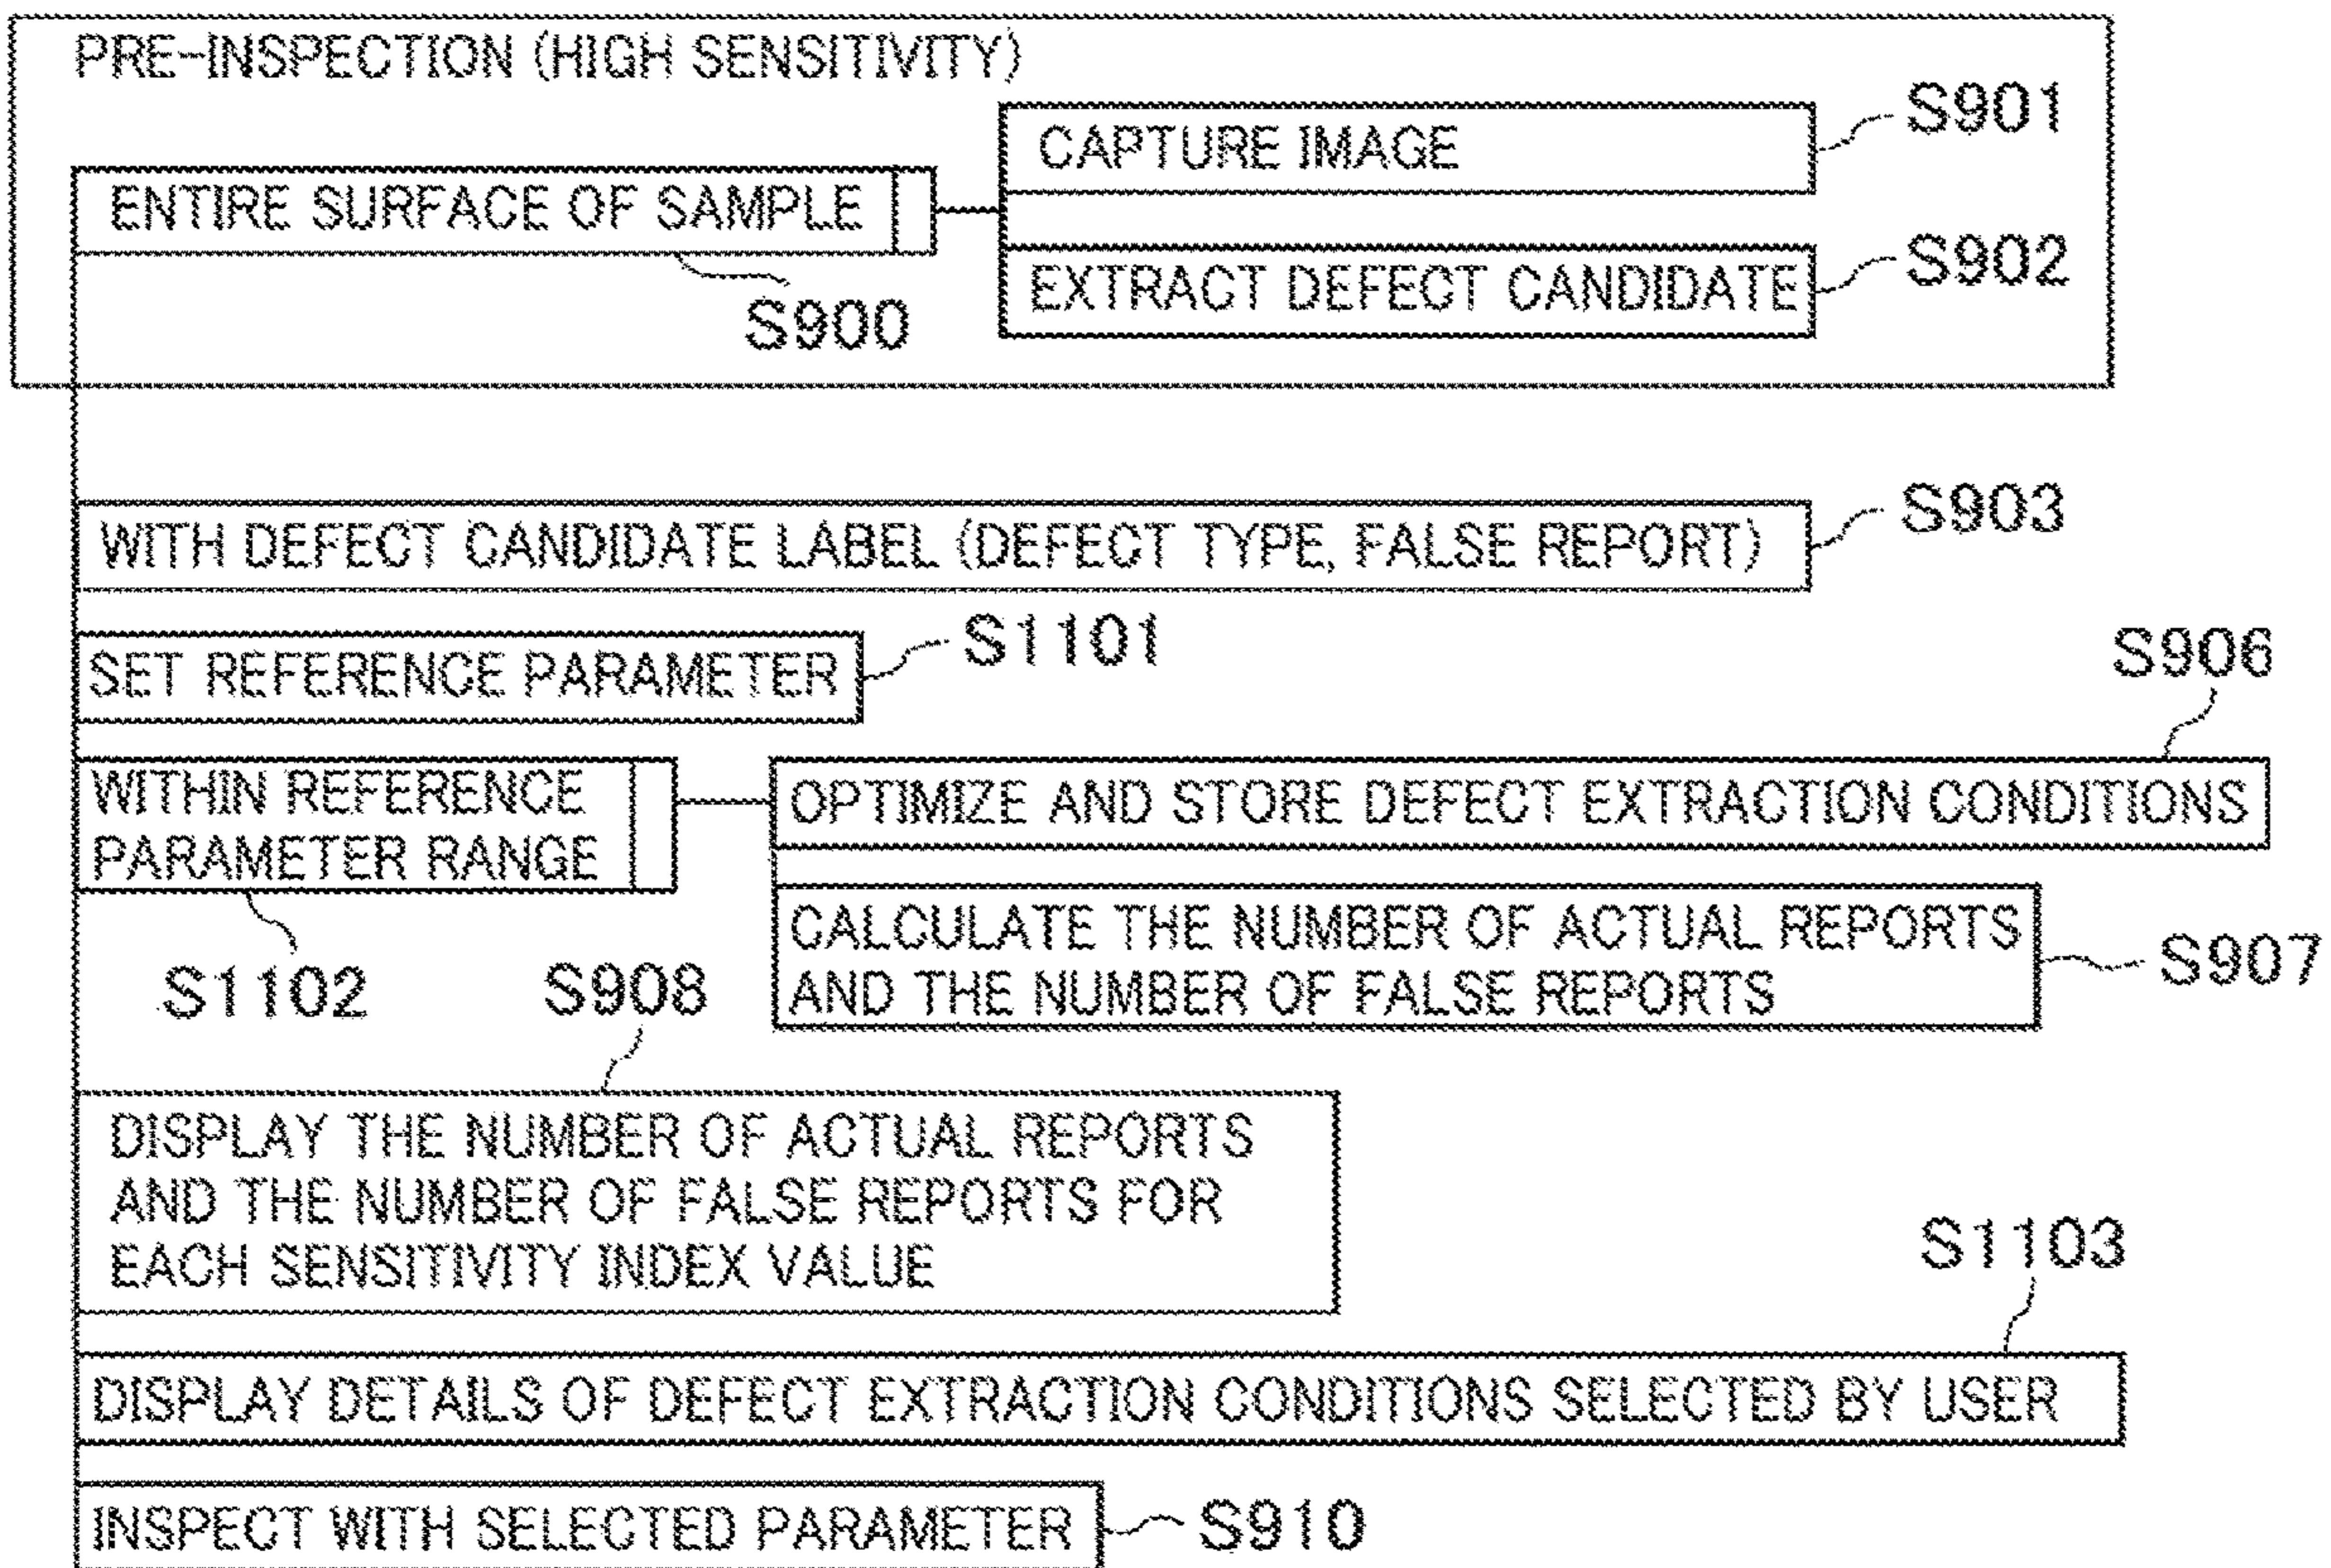 PRE-INSPECTION (HIGH SENSITIVITY)
CAPTURE IMAGE
S901
ENTIRE SURFACE OF SAMPLE
S900
EXTRACT DEFECT CANDIDATE
S902
WITH DEFECT CANDIDATE LABEL (DEFECT TYPE, FALSE REPORT)
S903
SET REFERENCE PARAMETER
S1101
S906
WITHIN REFERENCE
PARAMETER RANGE
S1102
OPTIMIZE AND STORE DEFECT EXTRACTION CONDITIONS
CALCULATE THE NUMBER OF ACTUAL REPORTS
AND THE NUMBER OF FALSE REPORTS
S907
S908
DISPLAY THE NUMBER OF ACTUAL REPORTS
AND THE NUMBER OF FALSE REPORTS FOR
EACH SENSITIVITY INDEX VALUE
S1103
DISPLAY DETAILS OF DEFECT EXTRACTION CONDITIONS SELECTED BY USER
INSPECT WITH SELECTED PARAMETER
S910